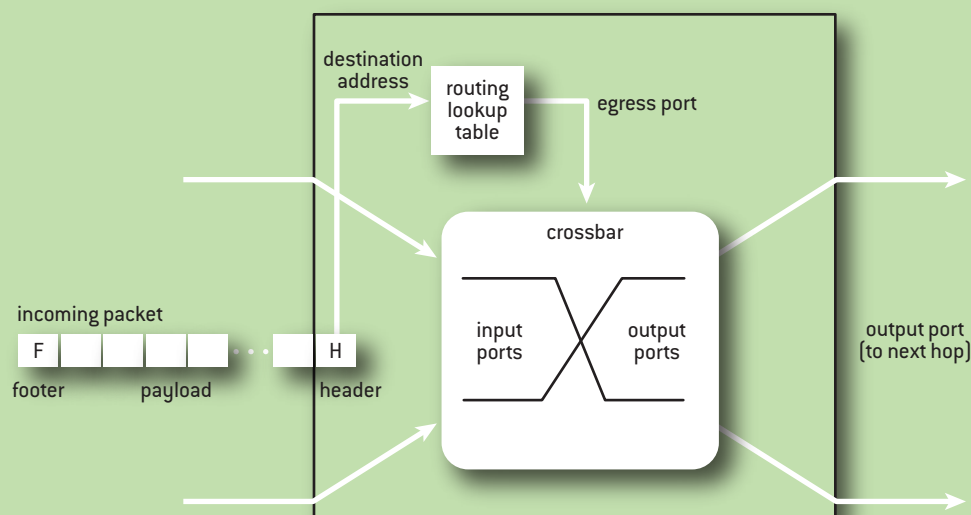 destination
address
routing
lookup
table
egress port
crossbar
incoming packet
input
ports
output
ports
output port
(to next hop)
F
H
footer
payload
header